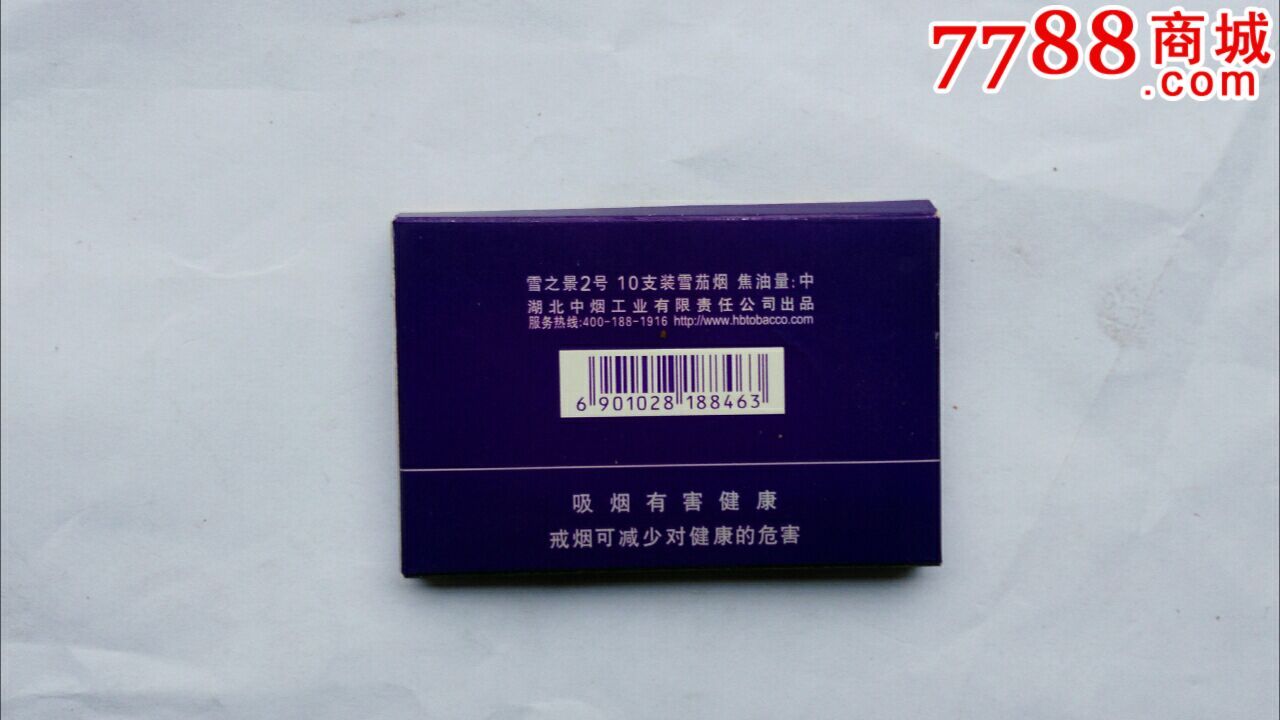 7788商城
.com
雪之景2号 10支装雪茄烟 焦油量:中
湖北中烟工业有限责任公司出品
服务热线:400-188-1916 http://www.hbtobacco.com
6 901028 188463
吸烟有害健康
戒烟可减少对健康的危害